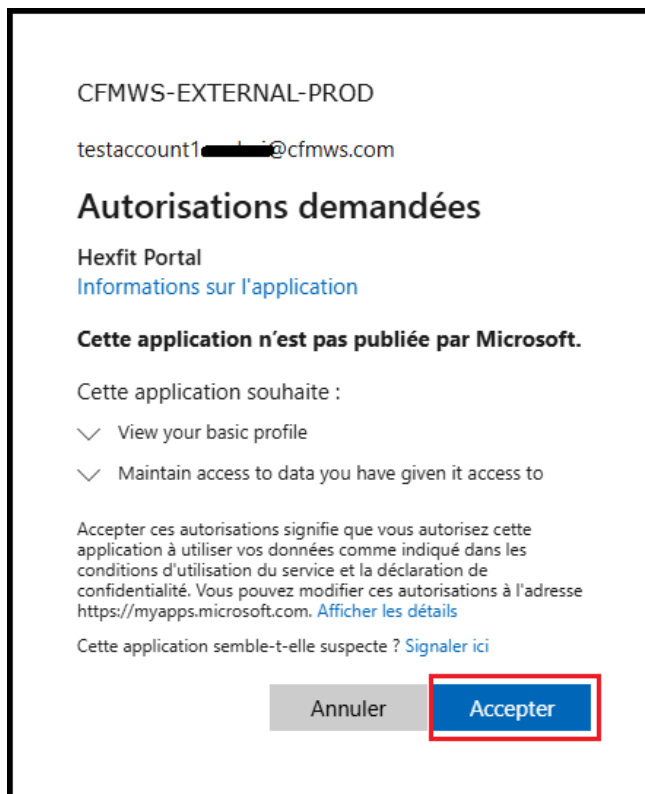 CFMWS-EXTERNAL-PROD
testaccount1 @cfmws.com
Autorisations demandées
Hexfit Portal
Informations sur l'application
Cette application n’est pas publiée par Microsoft.
Cette application souhaite :
View your basic profile
Maintain access to data you have given it access to
Accepter ces autorisations signifie que vous autorisez cette
application à utiliser vos données comme indiqué dans les
conditions d'utilisation du service et la déclaration de
confidentialité. Vous pouvez modifier ces autorisations à l'adresse
https://myapps.microsoft.com. Afficher les détails
Cette application semble-t-elle suspecte ? Signaler ici
Annuler Accepter